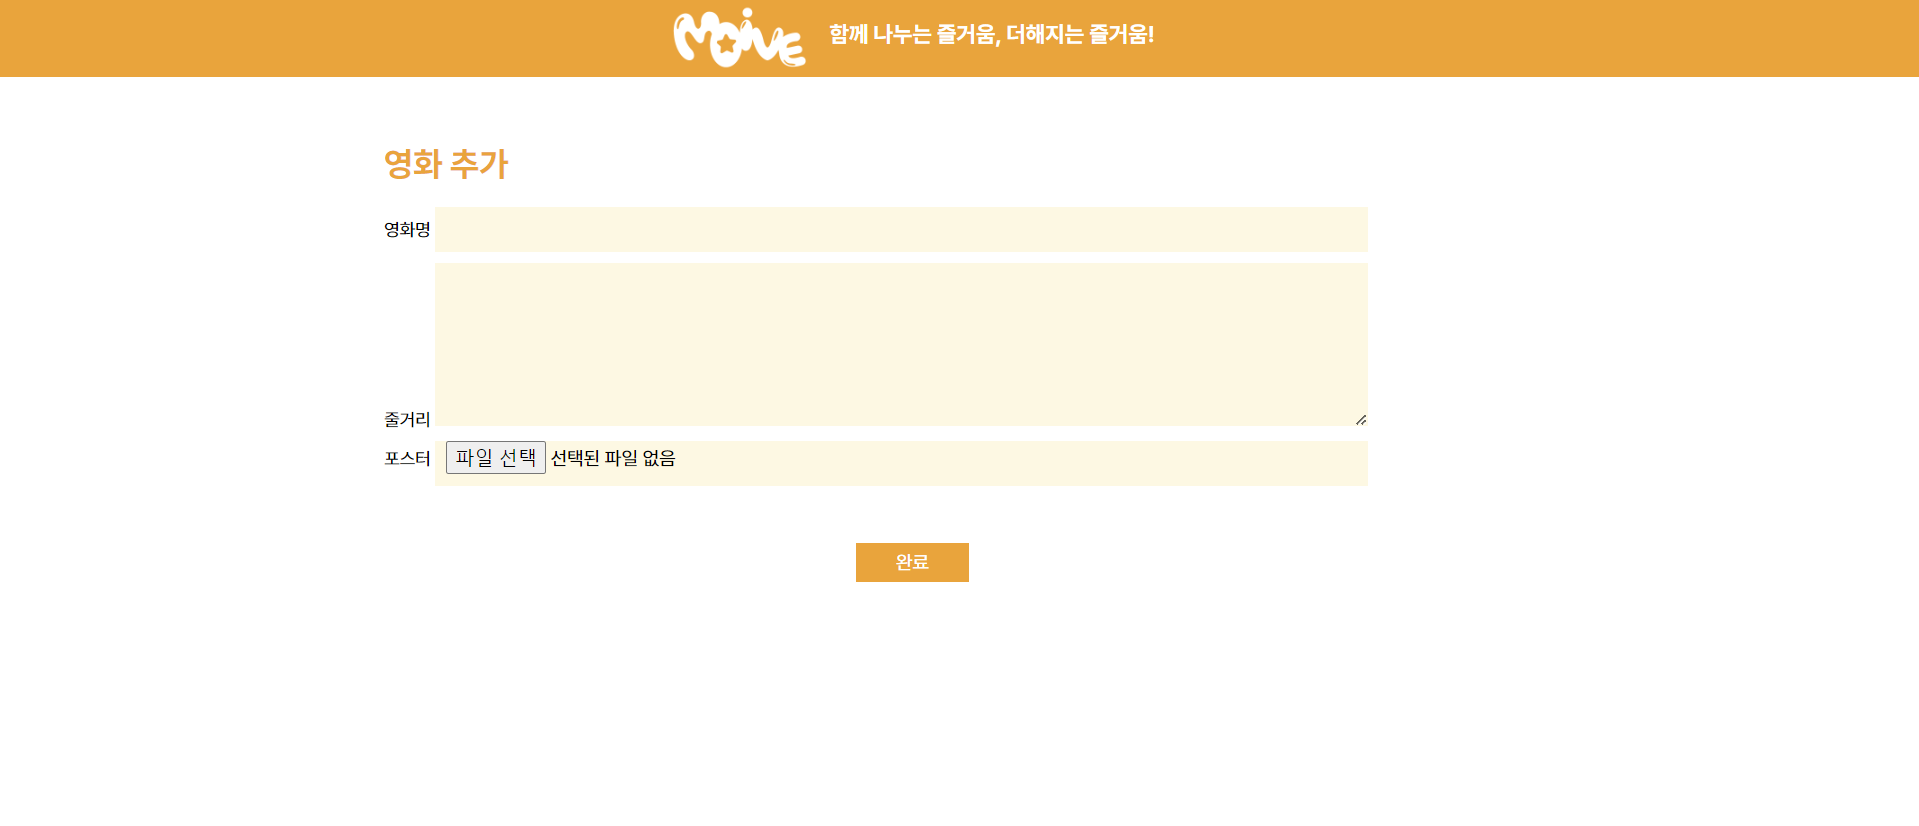 MOiVE 함께 나누는 즐거움, 더해지는 즐거움!
영화 추가
영화명
줄거리
포스터 파일 선택 선택된 파일 없음
완료